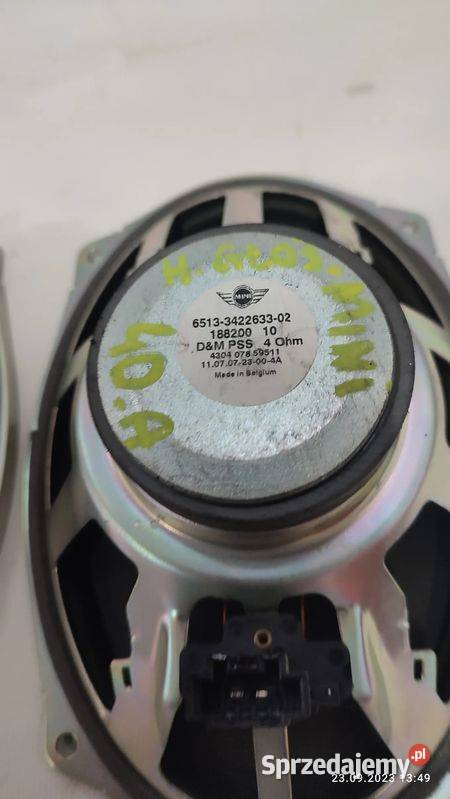 H. GŁOŚ. MINI
40.A
MINI
6513-3422633-02
188200 10
D&M PSS 4 Ohm
4304 078 59511
11.07.07-23-00-4A
Made in Belgium
Sprzedajemy.pl
23.09.2023 13:49